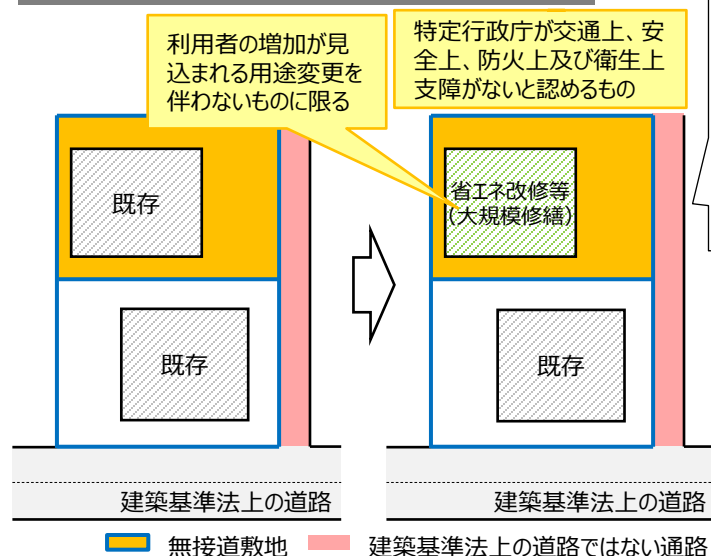 利用者の増加が見
込まれる用途変更を
伴わないものに限る
特定行政庁が交通上、安
全上、防火上及び衛生上
支障がないと認めるもの
既存
省エネ改修等
(大規模修繕)
既存
既存
建築基準法上の道路
建築基準法上の道路
無接道敷地
建築基準法上の道路ではない通路